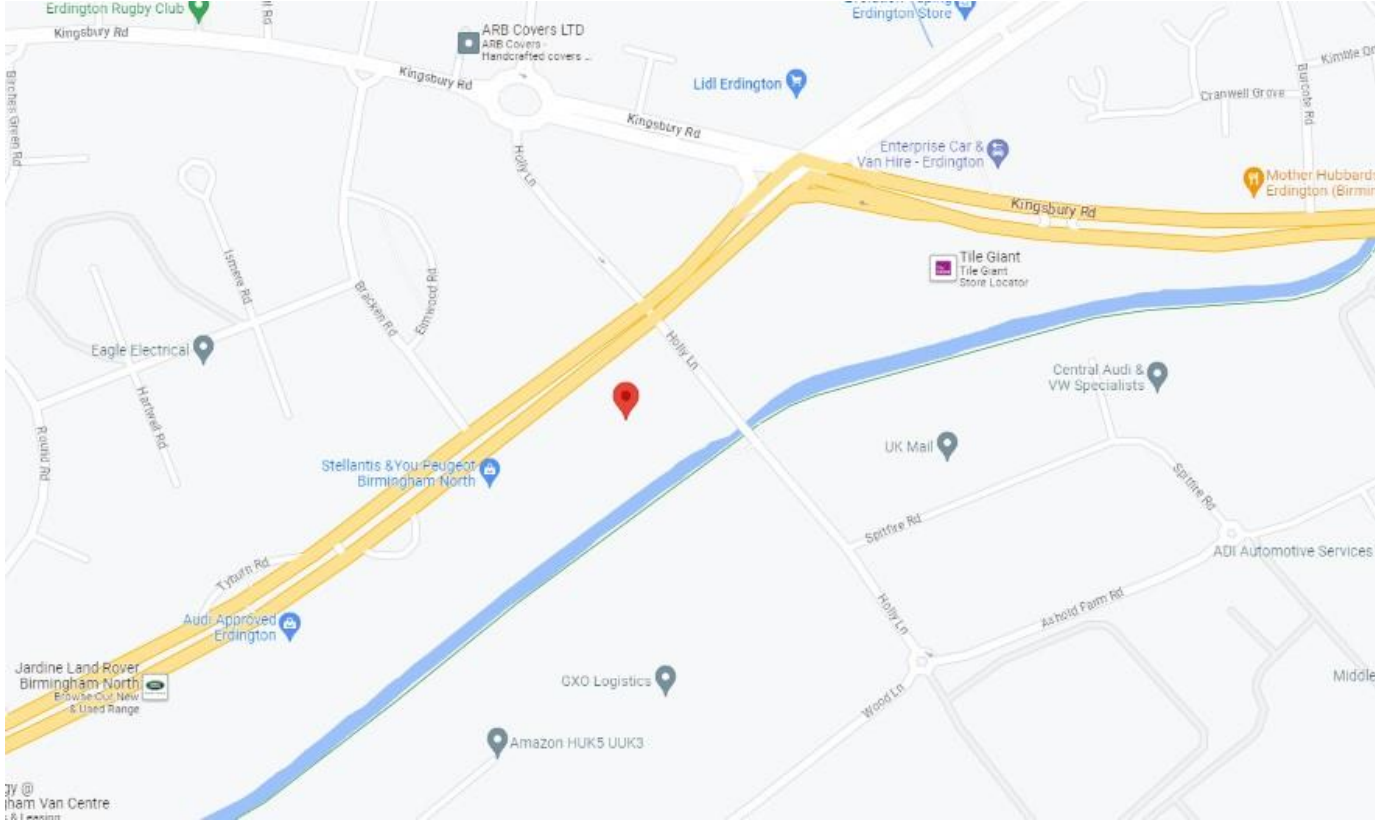 Erdington Rugby Club
Kingsbury Rd
ARB Covers LTD
ARB Covers -
Handcrafted covers ...
Erdington Store
Kingsbury Rd
Lidl Erdington
Kimble
Cranwell Grove
Burcote Rd
Birches Green Rd
Kingsbury Rd
Holly Ln
Enterprise Car &
Van Hire - Erdington
Mother Hubbard
Erdington (Birmi
Kingsbury Rd
Ismere Rd
Elmwood Rd
Bracken Rd
Tile Giant
Tile Giant
Store Locator
Eagle Electrical
Holly Ln
Hartwell Rd
Round Rd
Central Audi &
VW Specialists
Stellantis &You Peugeot
Birmingham North
UK Mail
Spitfire Rd
Spitfire Rd
ADI Automotive Services
Tyburn Rd
Audi Approved
Erdington
Holly Ln
Ashold Farm Rd
Jardine Land Rover
Birmingham North
Browse Our New
& Used Range
GXO Logistics
Wood Ln
Middle
Amazon HUK5 UUK3
gy @
ham Van Centre
& Leasing